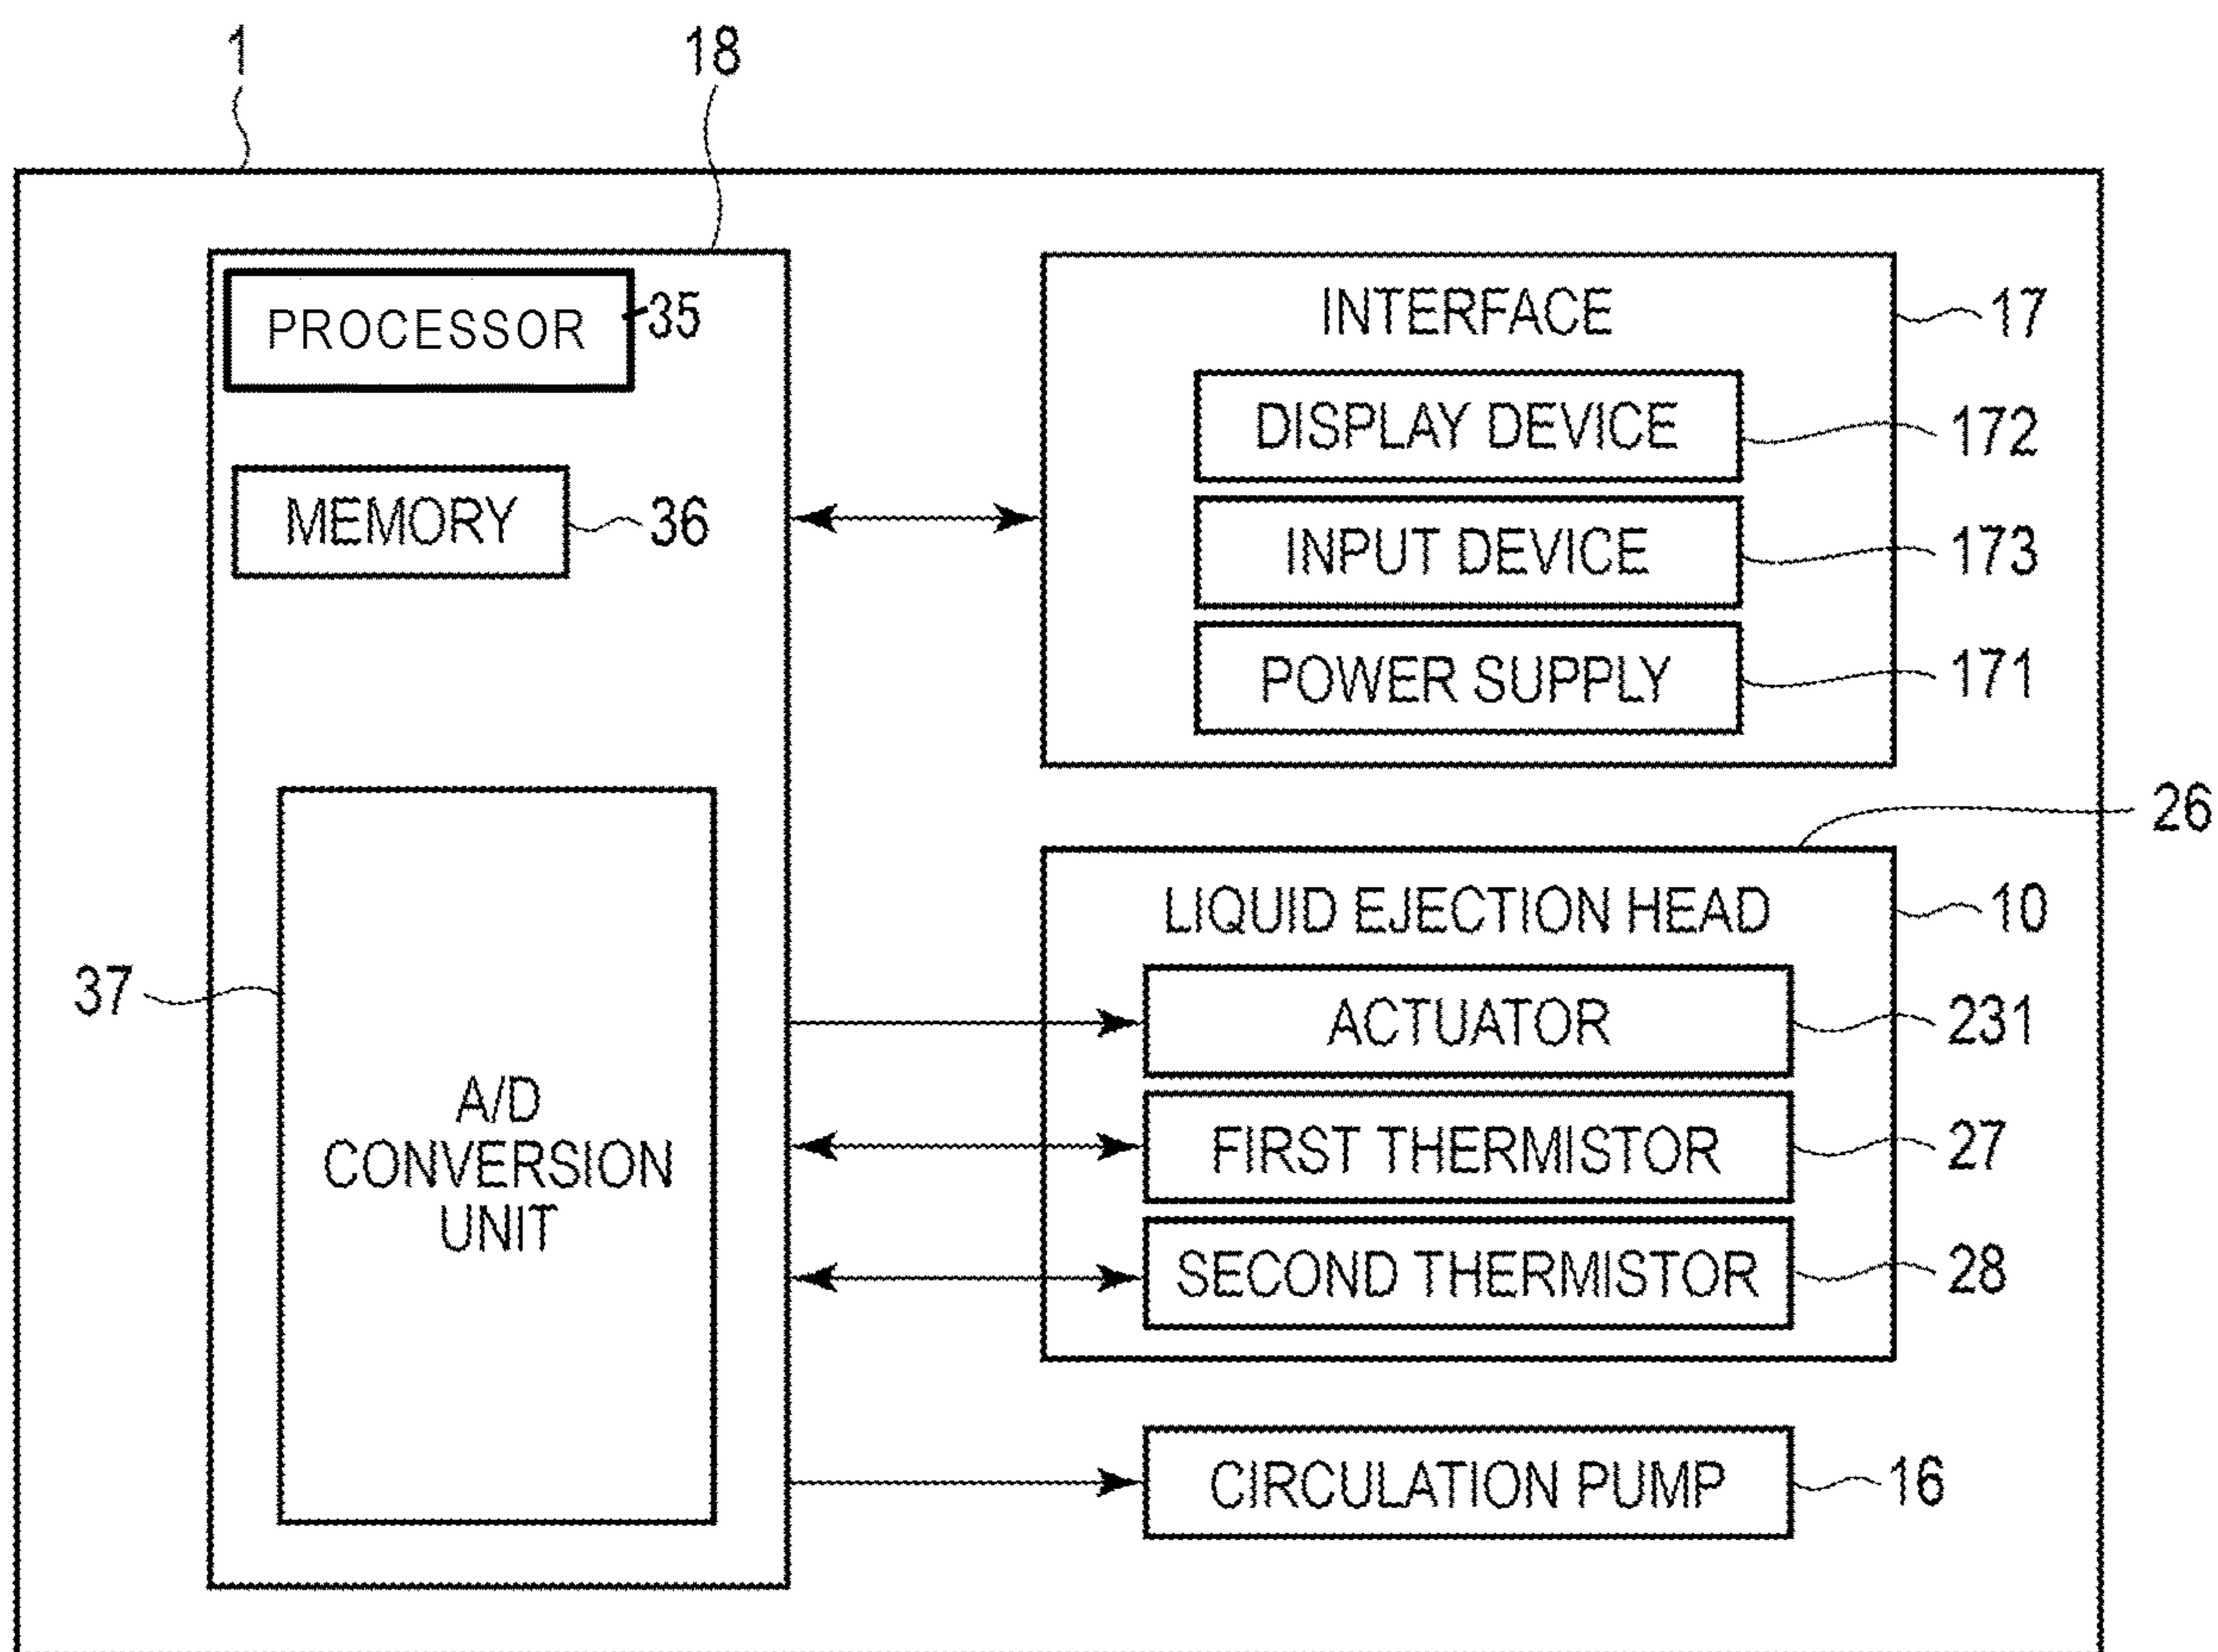 1
18
PROCESSOR
35
MEMORY
36
37
A/D
CONVERSION
UNIT
INTERFACE
17
DISPLAY DEVICE
172
INPUT DEVICE
173
POWER SUPPLY
171
26
LIQUID EJECTION HEAD
10
ACTUATOR
231
FIRST THERMISTOR
27
SECOND THERMISTOR
28
CIRCULATION PUMP
16